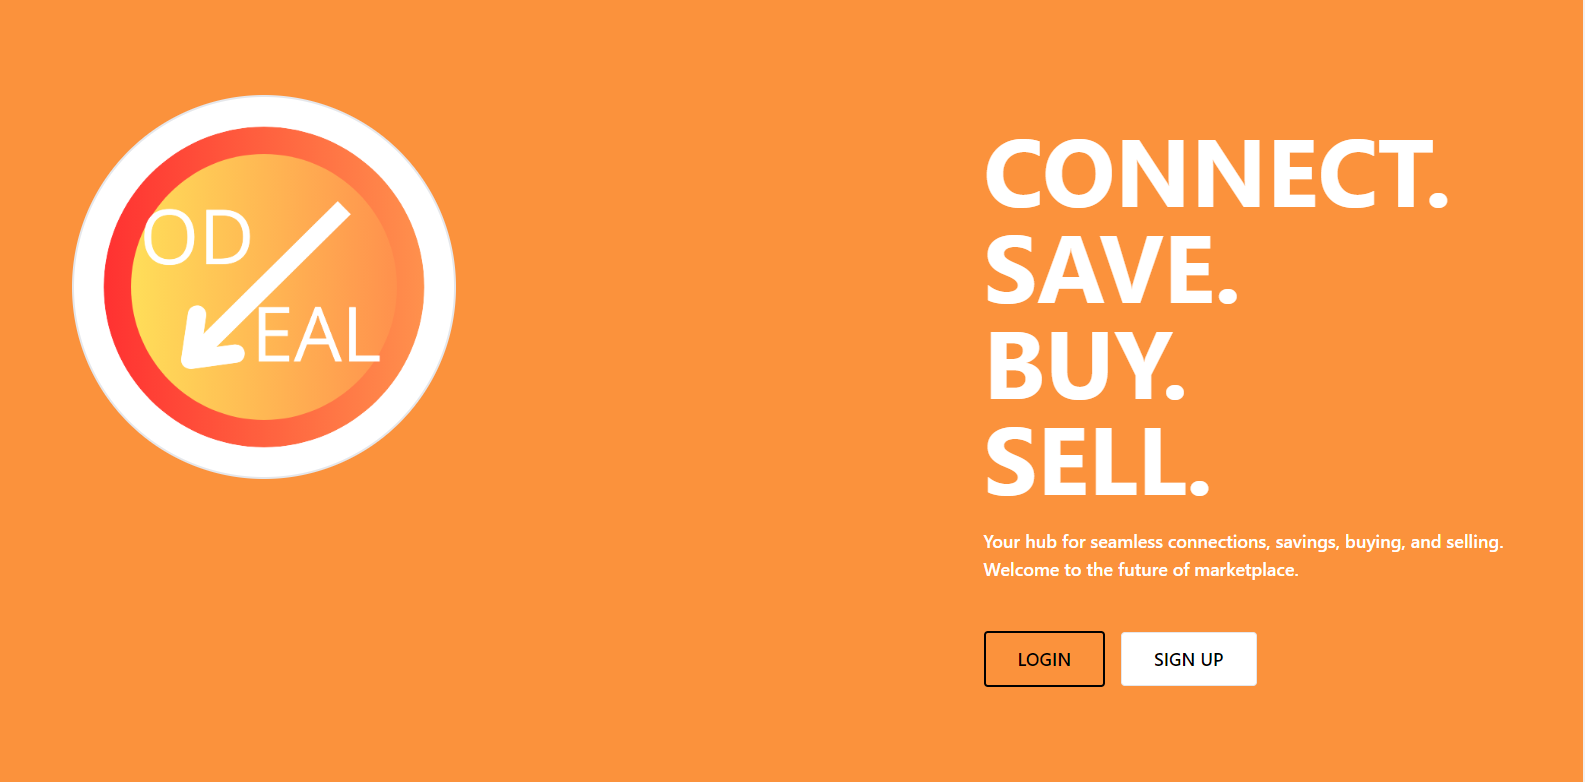 OD
EAL
CONNECT.
SAVE.
BUY.
SELL.
Your hub for seamless connections, savings, buying, and selling.
Welcome to the future of marketplace.
LOGIN
SIGN UP